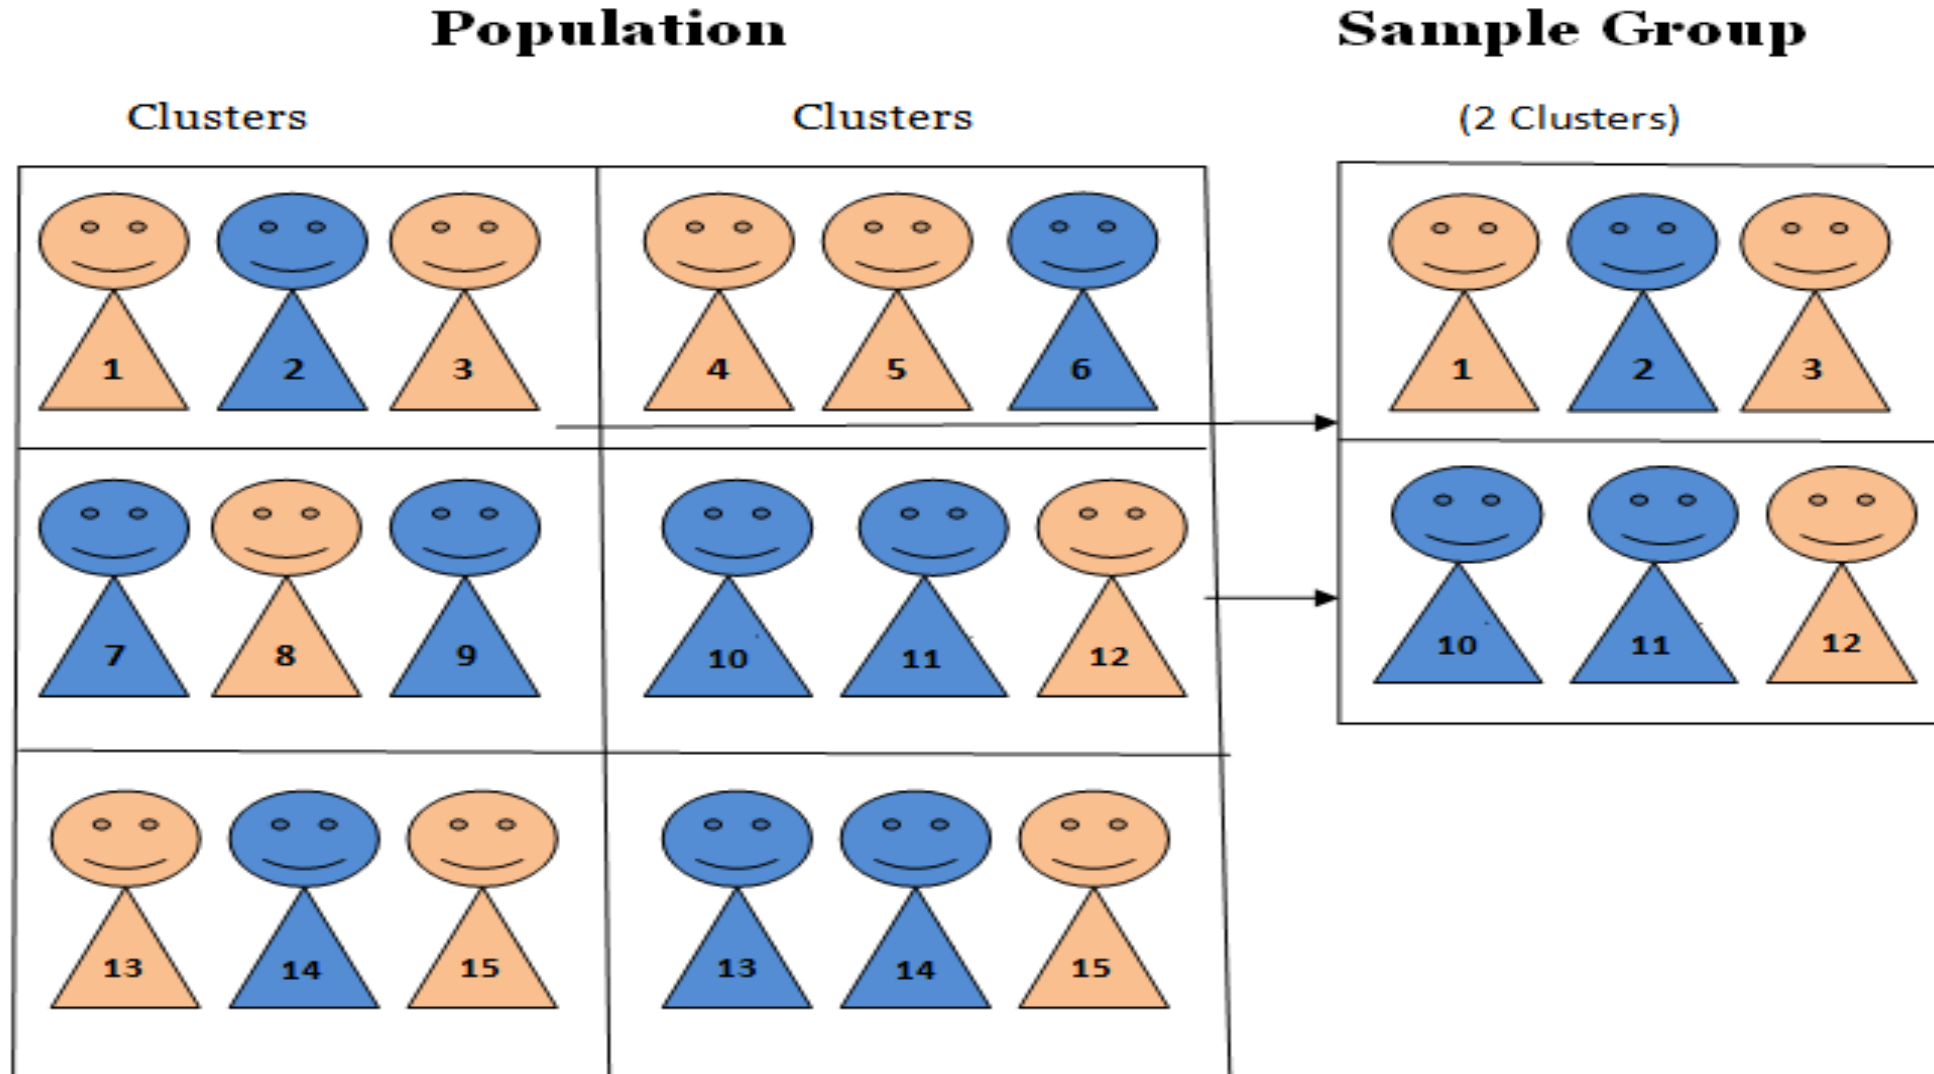 Population Sample Group
Clusters Clusters (2 Clusters)
1 2 3 4 5 6 1 2 3
7 8 9 10 11 12 10 11 12
13 14 15 13 14 15